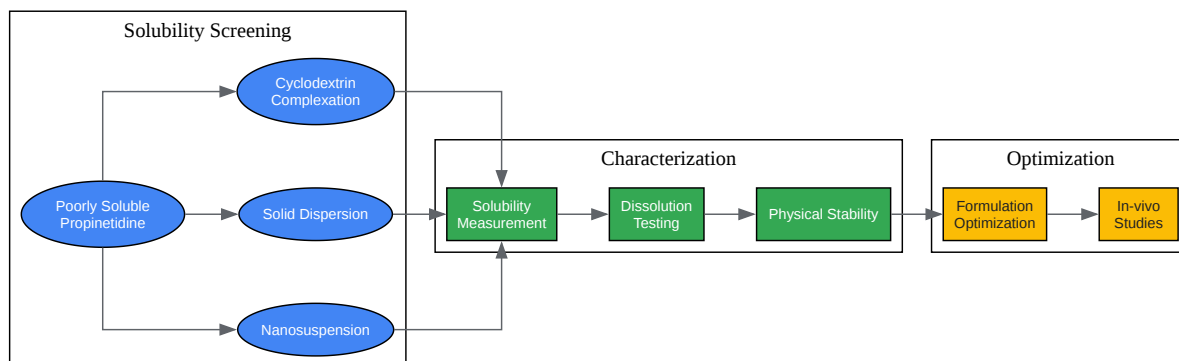 Solubility Screening
Cyclodextrin
Complexation
Poorly Soluble
Propinetidine
Solid Dispersion
Nanosuspension
Characterization
Solubility
Measurement
Dissolution
Testing
Physical Stability
Optimization
Formulation
Optimization
In-vivo
Studies